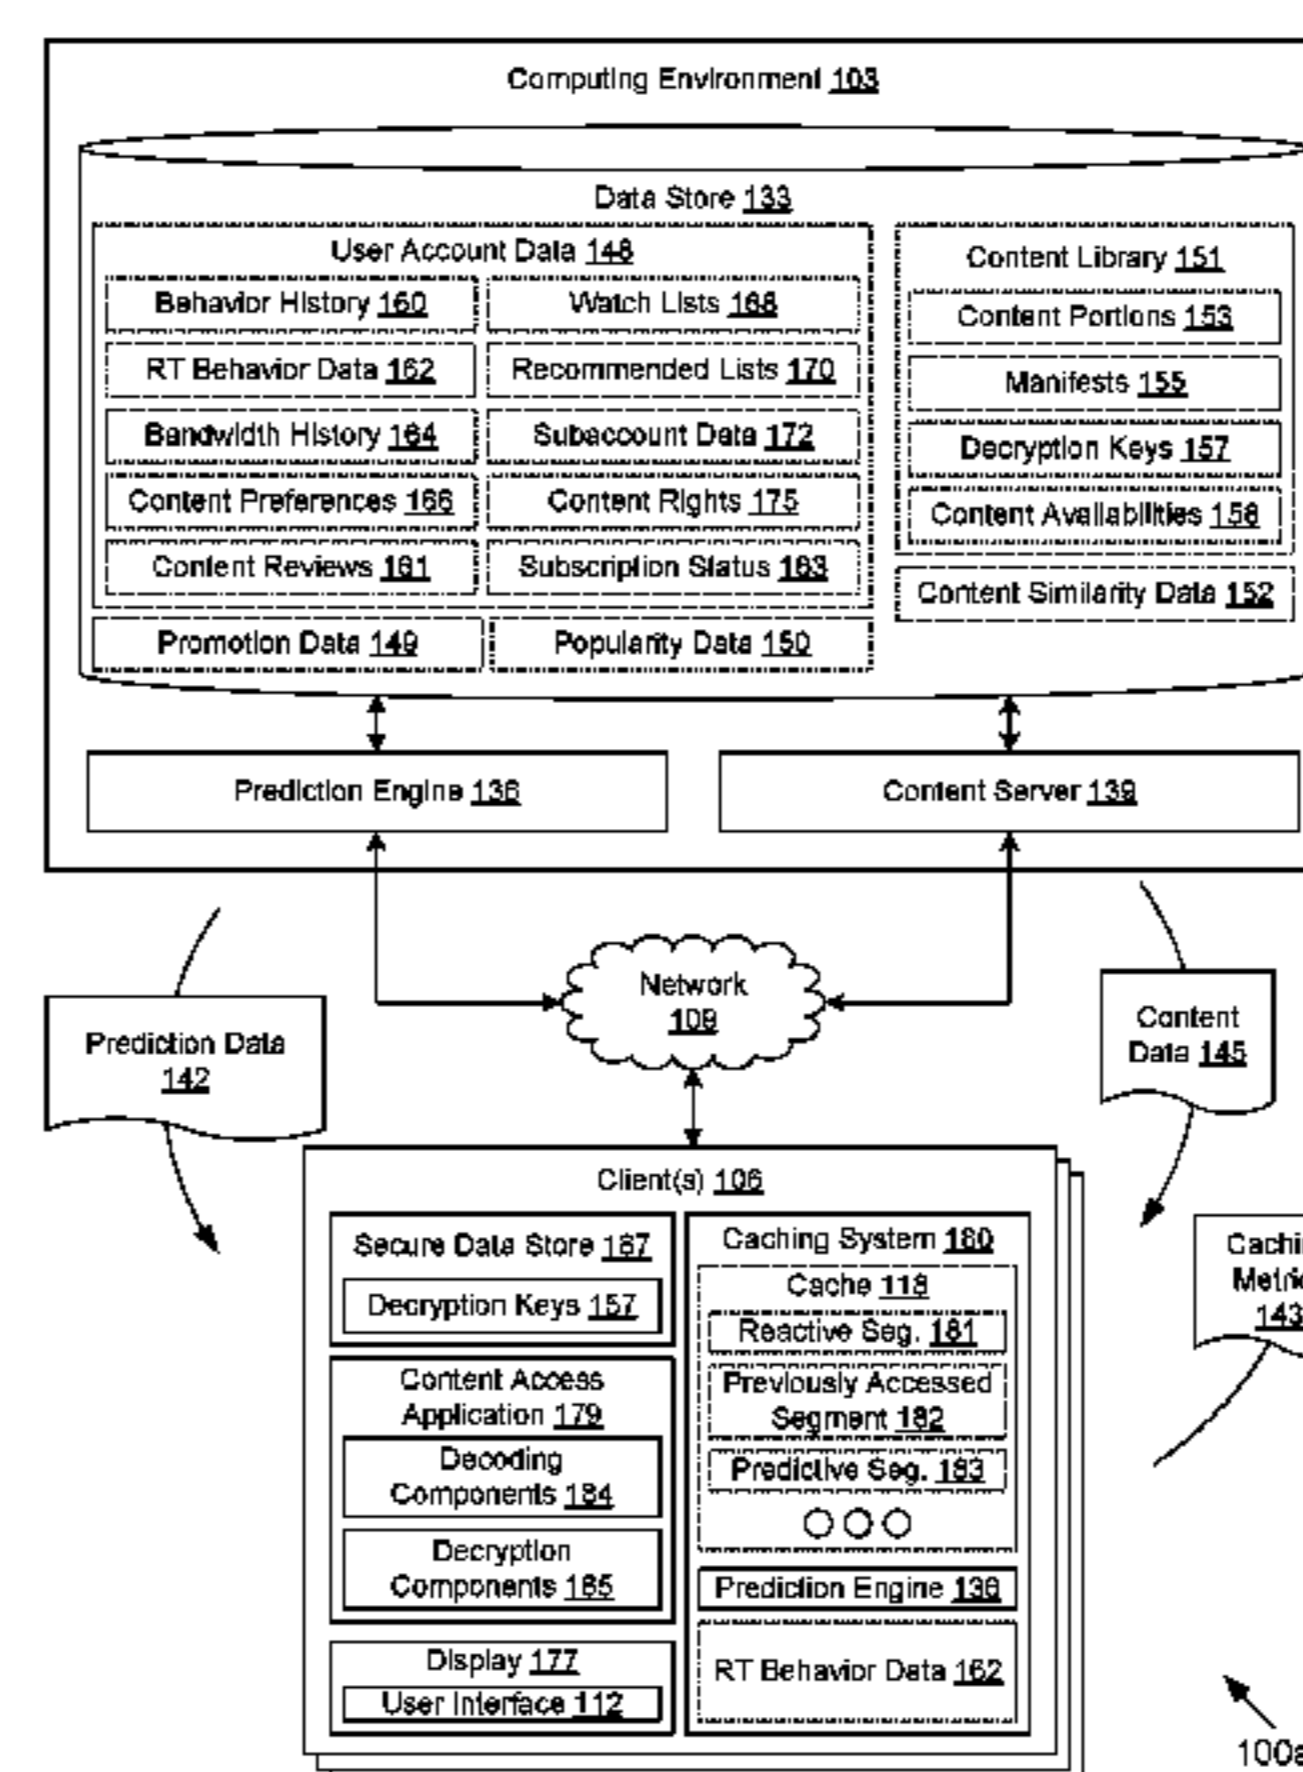 Computing Environment 103
Data Store 133
User Account Data 148
Behavior History 160
Watch Lists 168
RT Behavior Data 162
Recommended Lists 170
Bandwidth History 164
Subaccount Data 172
Content Preferences 166
Content Rights 175
Content Reviews 161
Subscription Status 163
Promotion Data 149
Popularity Data 150
Content Library 151
Content Portions 153
Manifests 155
Decryption Keys 157
Content Availabilities 158
Content Similarity Data 152
Prediction Engine 136
Content Server 139
Network
109
Prediction Data
142
Content
Data 145
Client(s) 106
Secure Data Store 187
Decryption Keys 157
Content Access
Application 179
Decoding
Components 184
Decryption
Components 185
Display 177
User Interface 112
Caching System 180
Cache 118
Reactive Seg. 181
Previously Accessed
Segment 182
Predictive Seg. 183
Prediction Engine 136
RT Behavior Data 162
143
100a